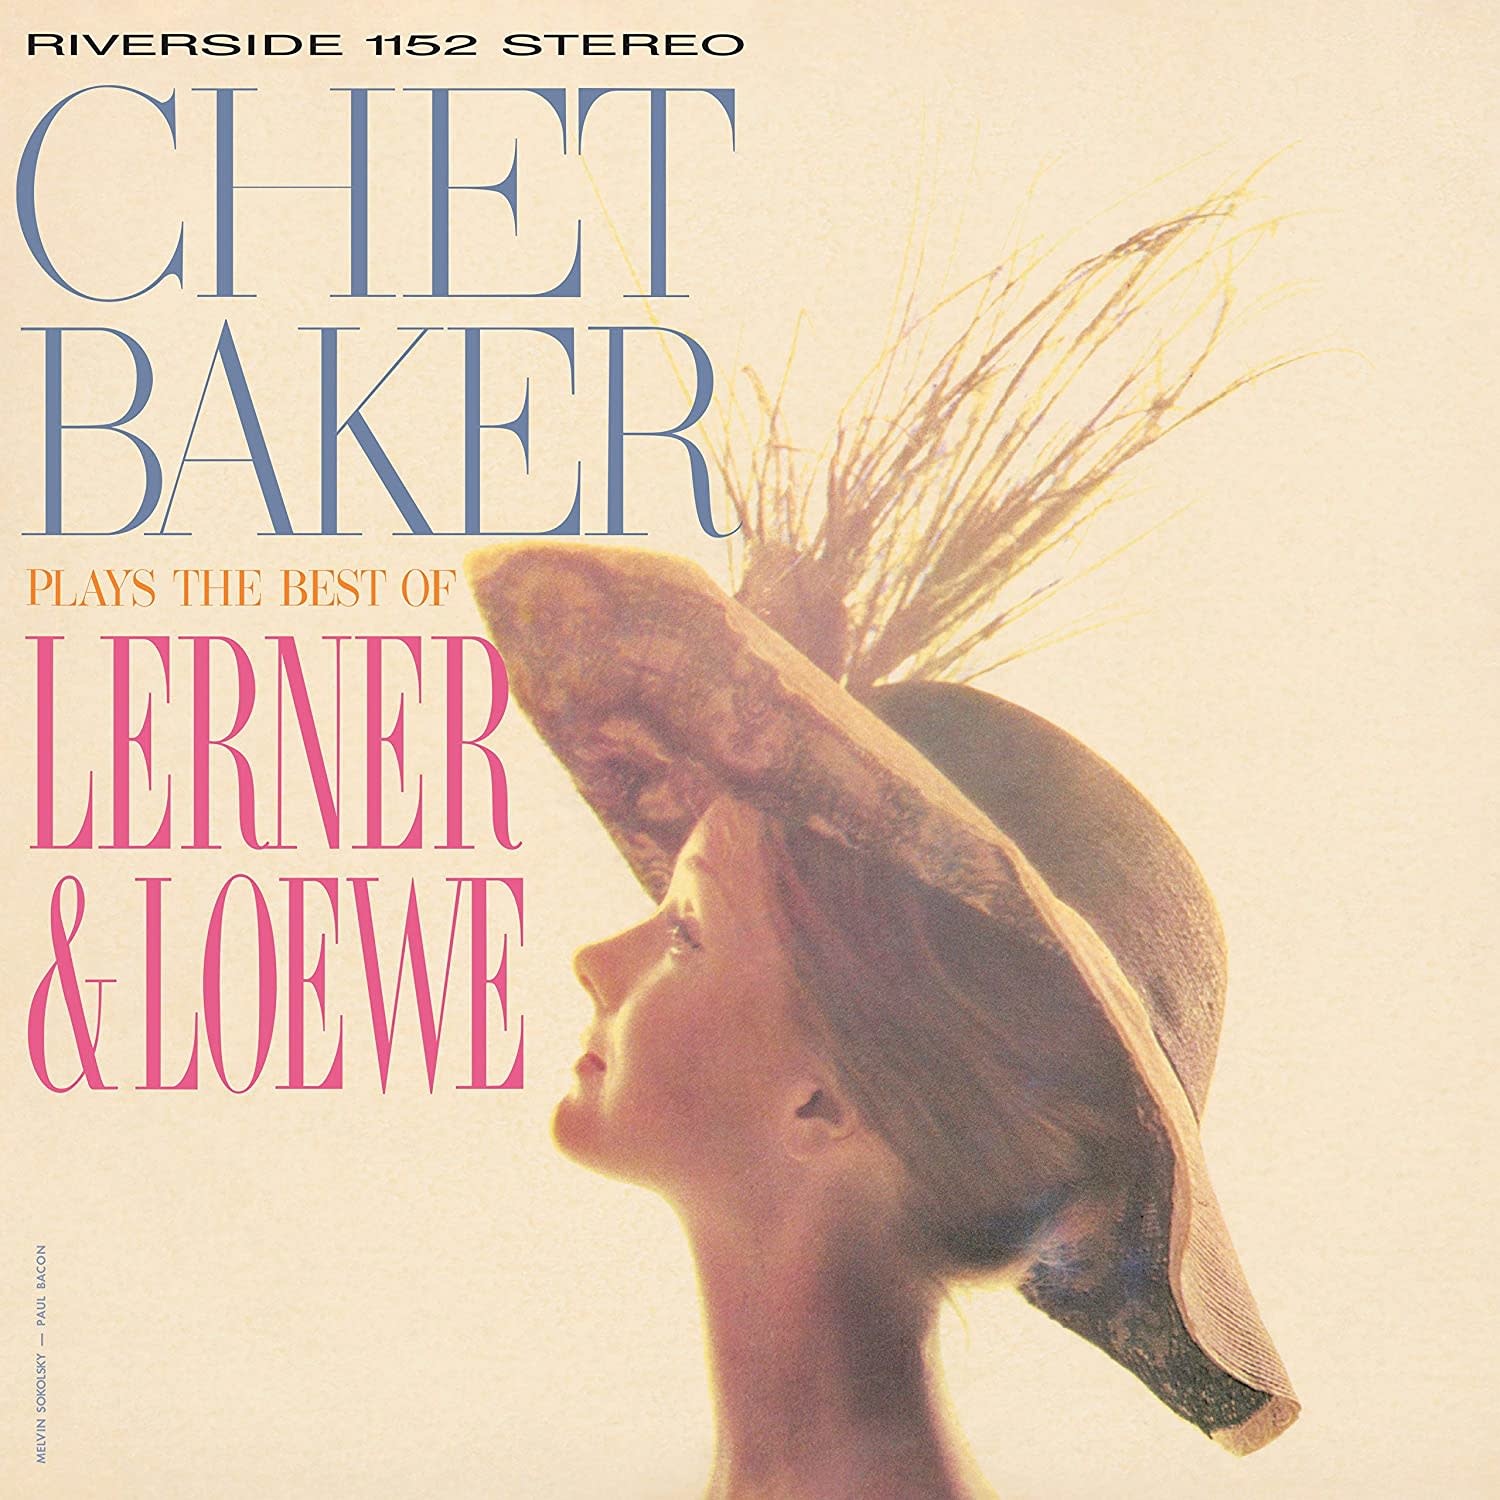 RIVERSIDE 1152 STEREO
CHET
BAKER
PLAYS THE BEST OF
LERNER
& LOEWE
MELVIN SOKOLSKY — PAUL BACON